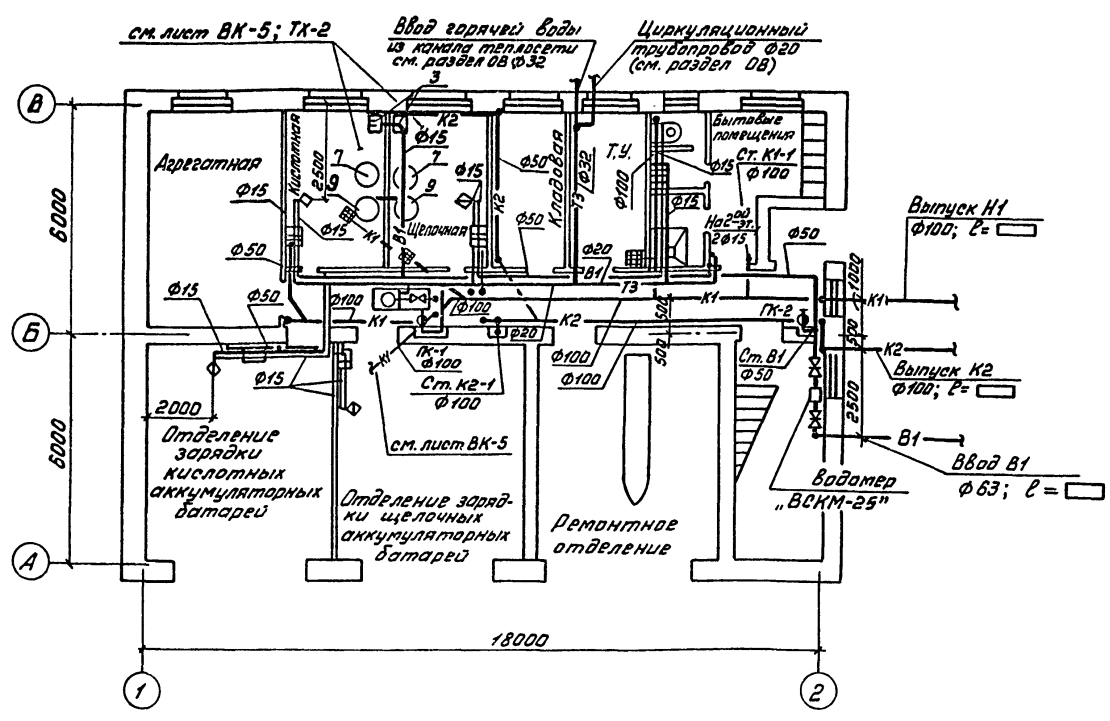 см. лист ВК-5; ТХ-2
Ввод горячей воды
из канала теплосети
см. раздел ОВ, Ф32
Циркуляционный
трубопровод Ф20
(см. раздел ОВ)
3
В
К2
Бытовые
помещения
Агрегатная
Кислотная
2500
Ф15
Ф50
Кладовая
Ф32
Т.У.
Ф100
Ф15
Ст. К1-1
Ф100
7
7
Ф15
9
9
Ф15
К2
Т3
Ф15
6000
Ф15
К1
В1
Щелочная
Ф50
На 2ой
эт.
2Ф15
Выпуск Н1
Ф100; ℓ=
Ф50
Ф20
В1
Ф50
1000
Т3
Ф15
Ф50
Ф100
Ф100
К1
500
ГК-2
К1
Б
К1
Ф20
К2
500
500
К2
К1
ГК-1
Ф100
Ф100
Ф100
Ст. В1
Ф50
Выпуск К2
Ф100; ℓ=
Ф15
Ст. К2-1
Ф100
2500
2000
6000
см. лист ВК-5
В1
Отделение
зарядки
кислотных
аккумуляторных
батарей
Ввод В1
Ф63; ℓ=
Водомер
„ВСКМ-25”
Отделение заряд-
ки щелочных
аккумуляторных
батарей
Ремонтное
отделение
А
18000
1
2